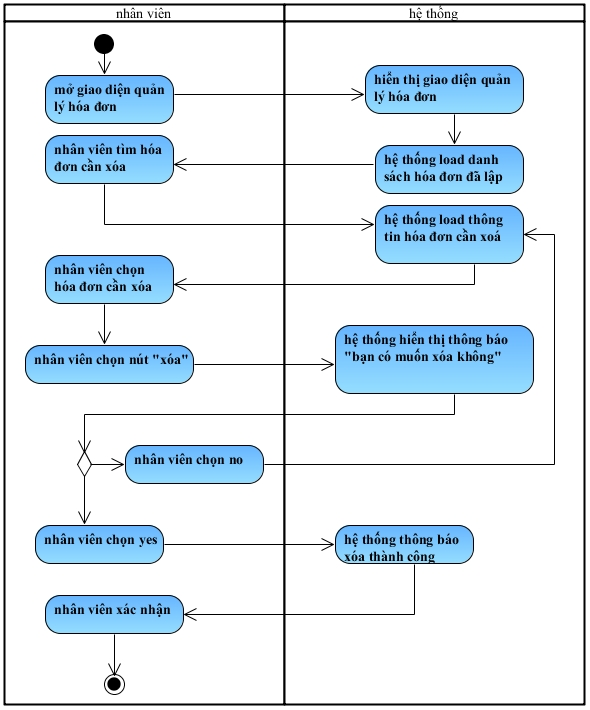 nhân viên
hệ thống
mở giao diện quản
lý hóa đơn
hiển thị giao diện quản
lý hóa đơn
nhân viên tìm hóa
đơn cần xóa
hệ thống load danh
sách hóa đơn đã lập
hệ thống load thông
tin hóa đơn cần xoá
nhân viên chọn
hóa đơn cần xóa
nhân viên chọn nút "xóa"
hệ thống hiển thị thông báo
"bạn có muốn xóa không"
nhân viên chọn no
nhân viên chọn yes
hệ thống thông báo
xóa thành công
nhân viên xác nhận